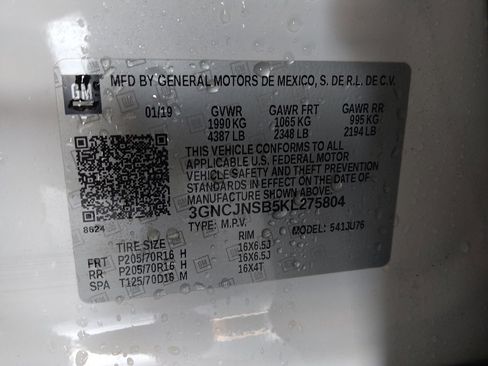 GM
MFD BY GENERAL MOTORS DE MEXICO, S. DE R.L. DE C.V.
01/19 GVWR GAWR FRT GAWR RR
1990 KG 1065 KG 995 KG
4387 LB 2348 LB 2194 LB
THIS VEHICLE CONFORMS TO ALL
APPLICABLE U.S. FEDERAL MOTOR
VEHICLE SAFETY AND THEFT
PREVENTION STANDARDS IN
EFFECT ON THE DATE OF
MANUFACTURE SHOWN ABOVE.
3GNCJNSB5KL275804
8624 TYPE: M.P.V. MODEL: 541JU76
TIRE SIZE RIM
FRT P205/70R16 H 16X6.5J
RR P205/70R16 H 16X6.5J
SPA T125/70D16 M 16X4T